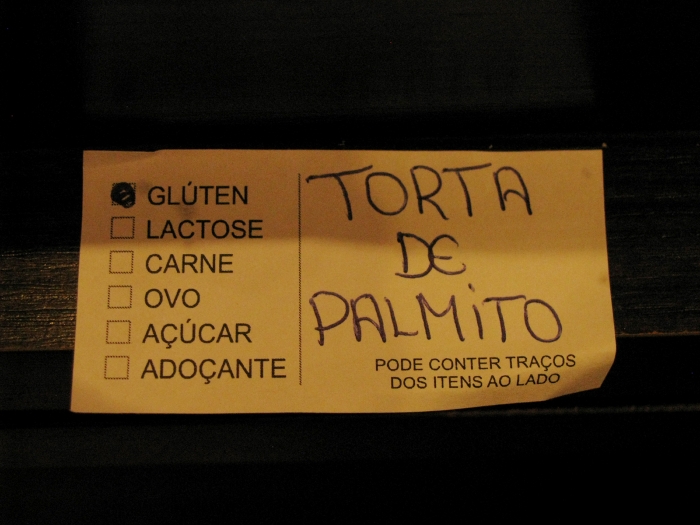 GLÚTEN
LACTOSE
CARNE
OVO
AÇÚCAR
ADOÇANTE
TORTA
DE
PALMITO
PODE CONTER TRAÇOS
DOS ITENS AO LADO